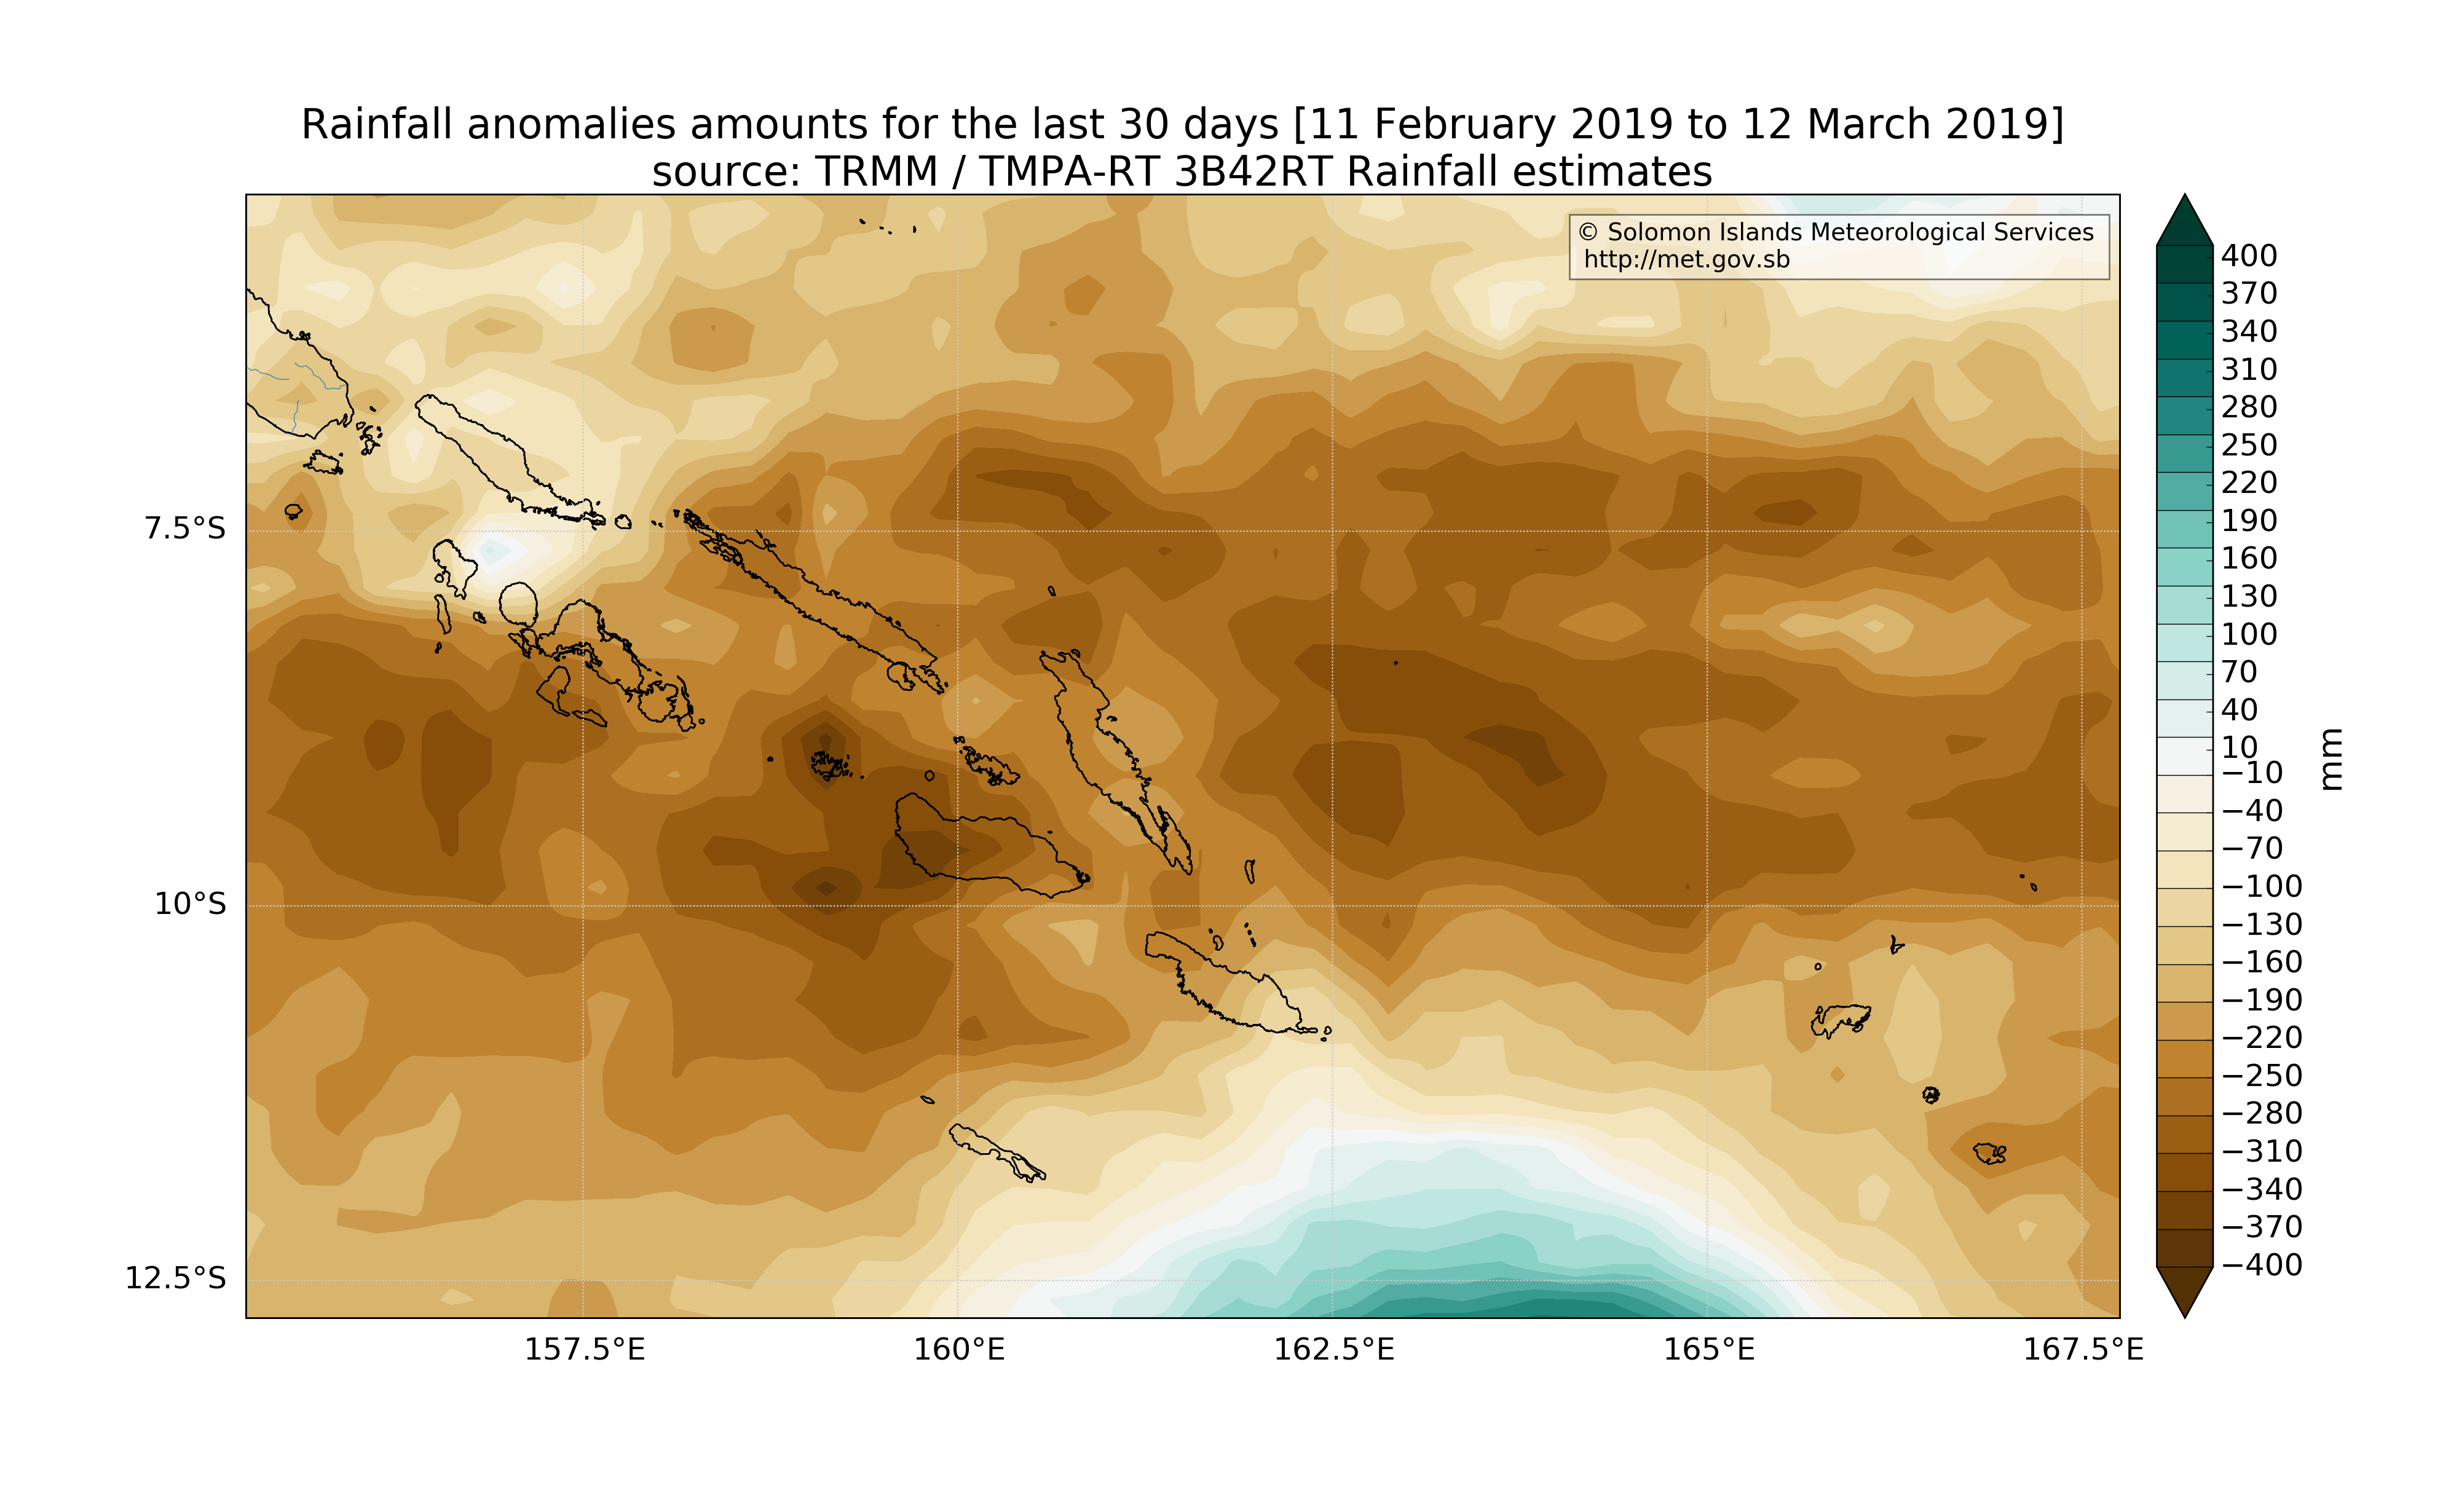 Rainfall anomalies amounts for the last 30 days [11 February 2019 to 12 March 2019]
source: TRMM / TMPA-RT 3B42RT Rainfall estimates
© Solomon Islands Meteorological Services
http://met.gov.sb
7.5°S
10°S
12.5°S
157.5°E
160°E
162.5°E
165°E
167.5°E
400
370
340
310
280
250
220
190
160
130
100
70
40
10
−10
−40
−70
−100
−130
−160
−190
−220
−250
−280
−310
−340
−370
−400
mm